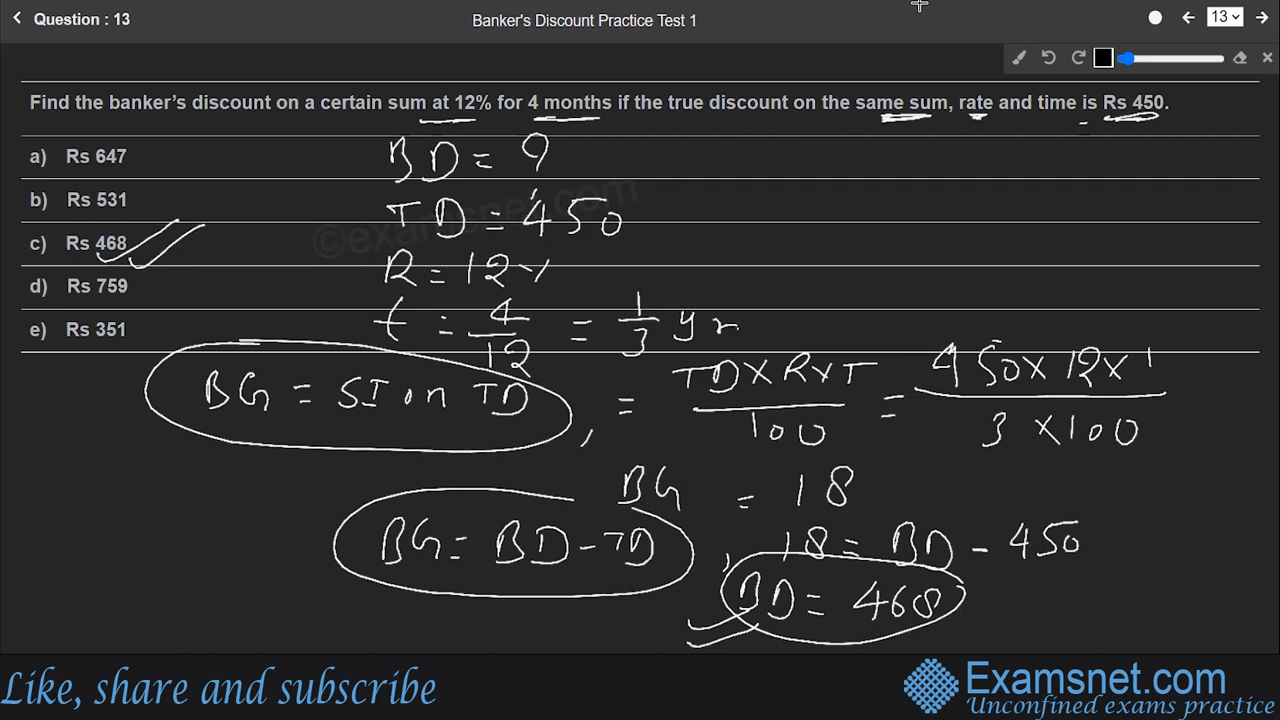 Question : 13
Banker's Discount Practice Test 1
13
Find the banker's discount on a certain sum at 12% for 4 months if the true discount on the same sum, rate and time is Rs 450.
a) Rs 647
b) Rs 531
c) Rs 468
d) Rs 759
e) Rs 351
©examsnet.com
BD = ?
TD = 450
R = 12%
t = 4/12 = 1/3 yr
BG = SI on TD, = TD×R×T/100 = 450×12×1/3×100
BG = 18
BG = BD - TD, 18 = BD - 450
BD = 468
Like, share and subscribe
Examsnet.com
Unconfined exams practice